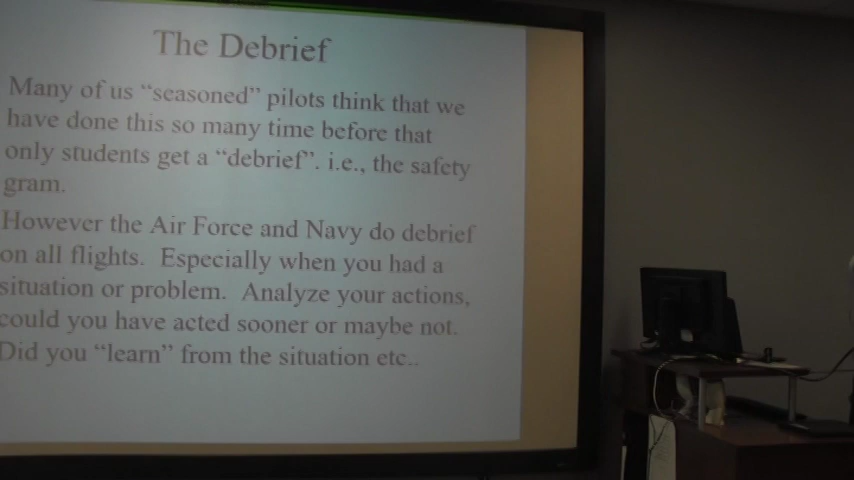 The Debrief
Many of us “seasoned” pilots think that we
have done this so many time before that
only students get a “debrief”. i.e., the safety
gram.
However the Air Force and Navy do debrief
on all flights.  Especially when you had a
situation or problem.  Analyze your actions,
could you have acted sooner or maybe not.
Did you “learn” from the situation etc..